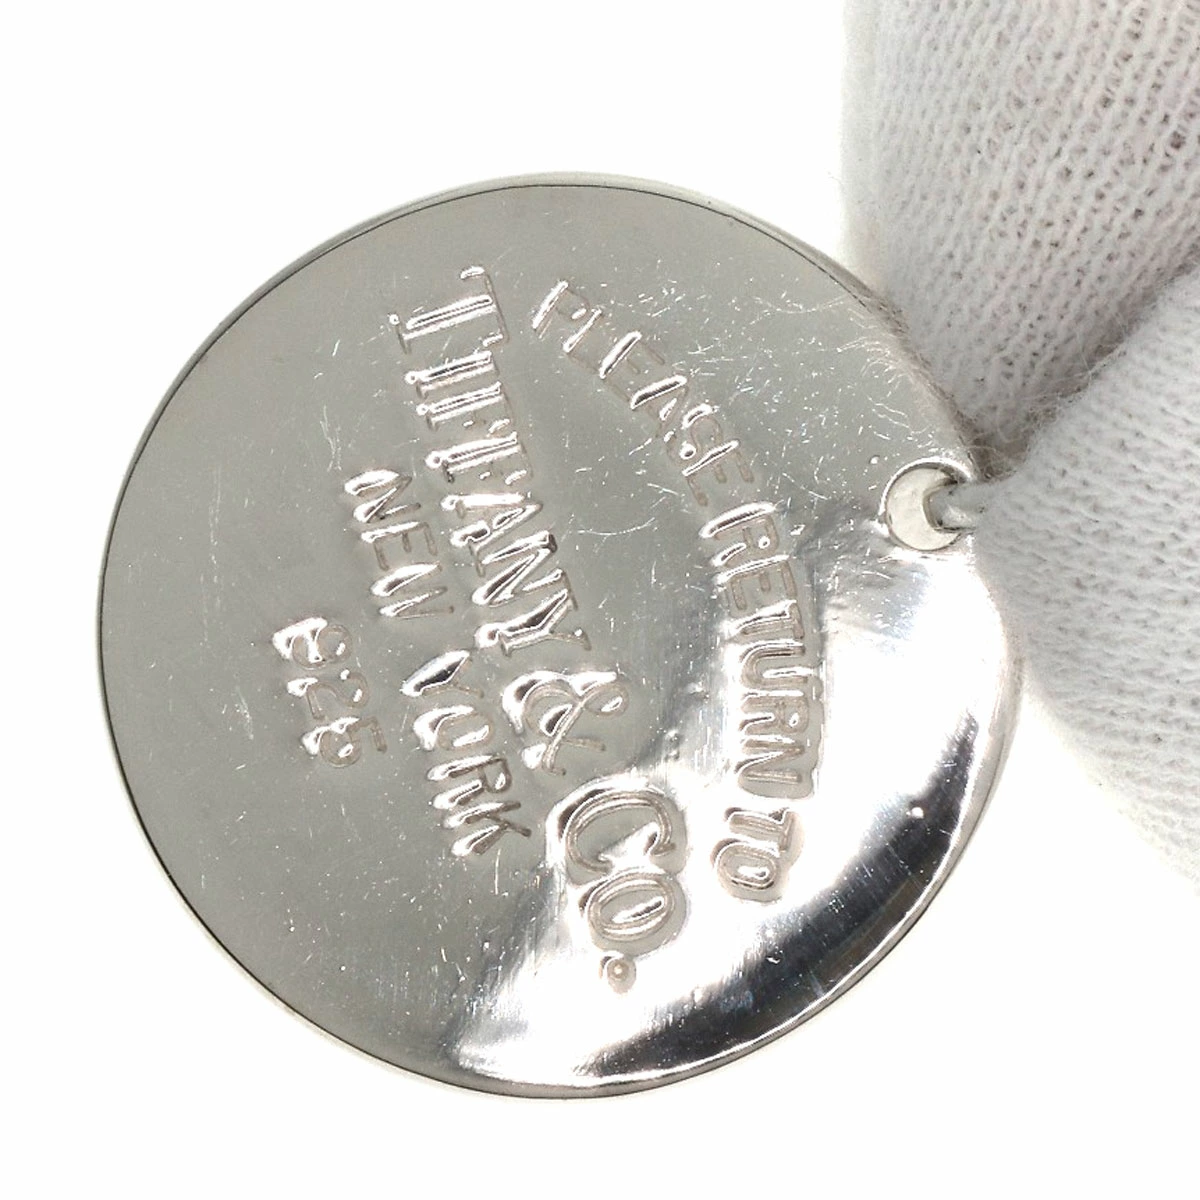 PLEASE RETURN TO
TIFFANY & CO.
NEW YORK
925